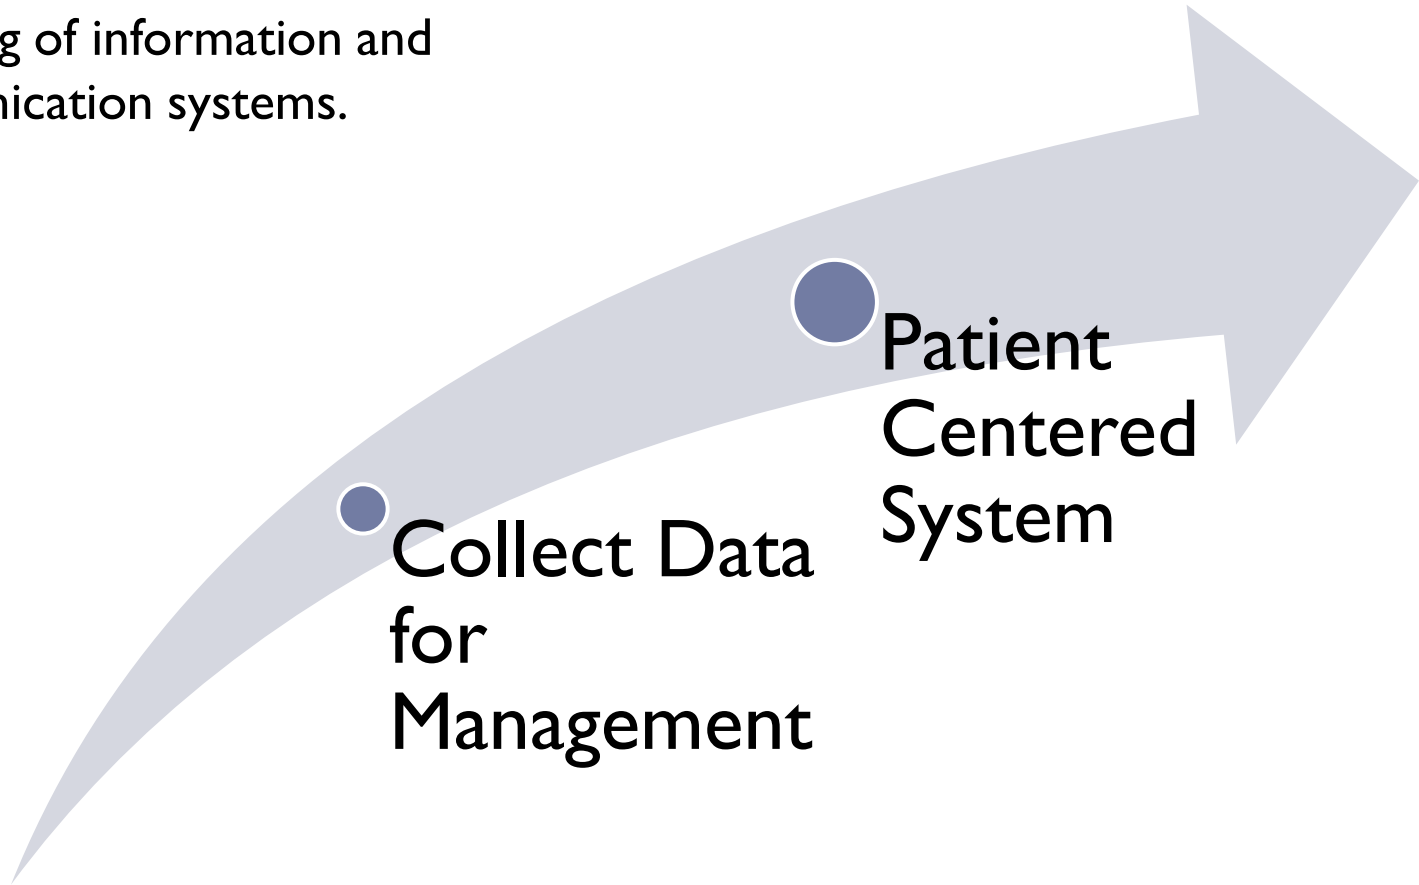 g of information and
nication systems.
Patient
Centered
System
Collect Data
for
Management